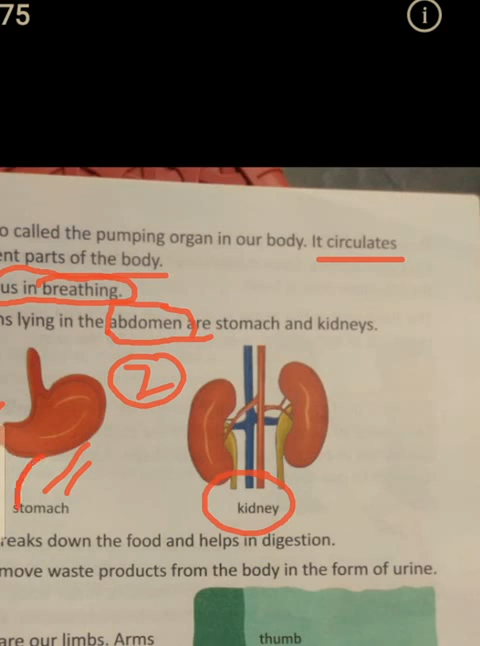 75
i
o called the pumping organ in our body. It circulates
ent parts of the body.
us in breathing.
ns lying in the abdomen are stomach and kidneys.
2
stomach
kidney
reaks down the food and helps in digestion.
move waste products from the body in the form of urine.
are our limbs. Arms
thumb